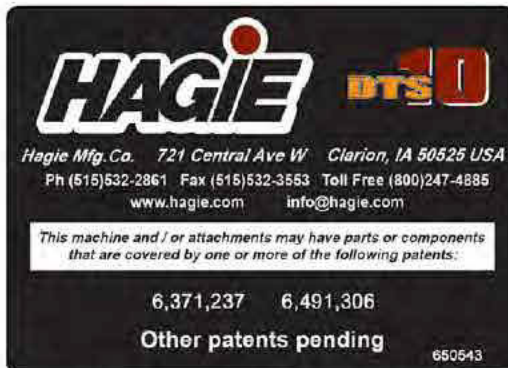 HAGIE DTS10
Hagie Mfg.Co. 721 Central Ave W Clarion, IA 50525 USA
Ph (515)532-2861 Fax (515)532-3553 Toll Free (800)247-4885
www.hagie.com info@hagie.com
This machine and / or attachments may have parts or components
that are covered by one or more of the following patents:
6,371,237 6,491,306
Other patents pending
650543